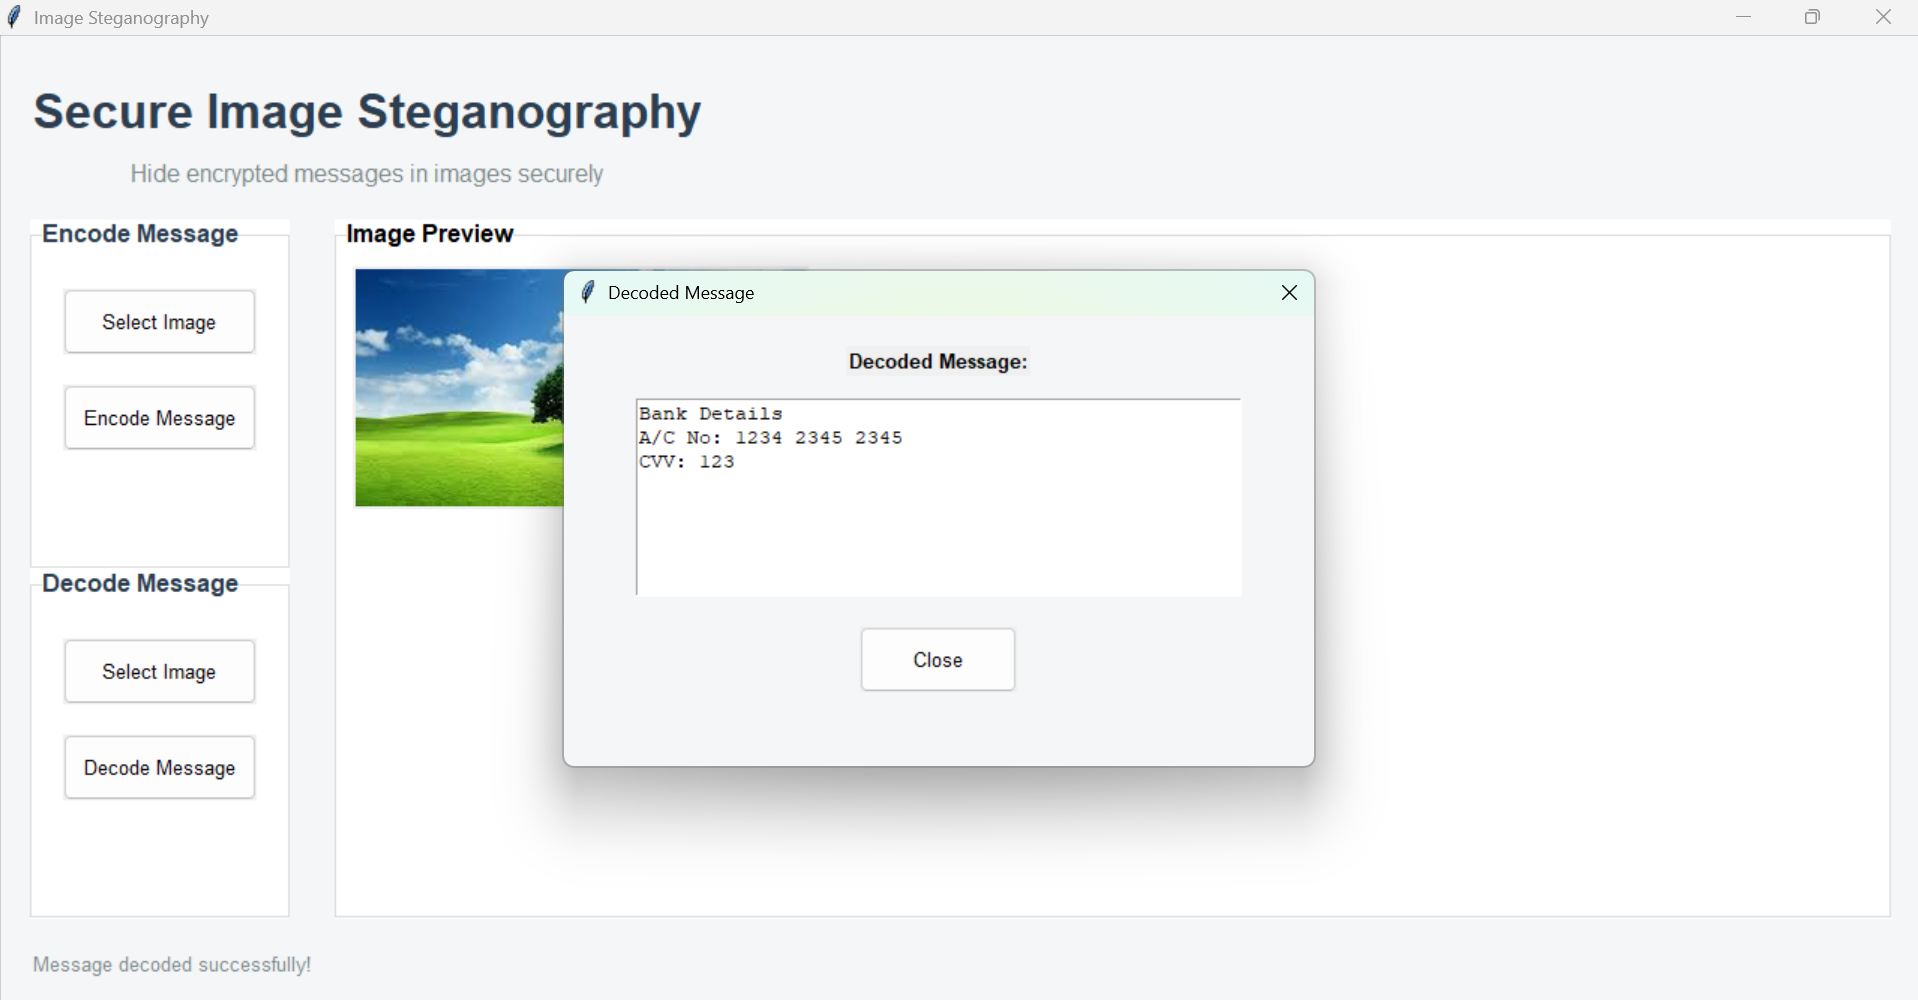 Image Steganography
Secure Image Steganography
Hide encrypted messages in images securely
Encode Message
Select Image
Encode Message
Decode Message
Select Image
Decode Message
Image Preview
Decoded Message
Decoded Message:
Bank Details
A/C No: 1234 2345 2345
CVV: 123
Close
Message decoded successfully!